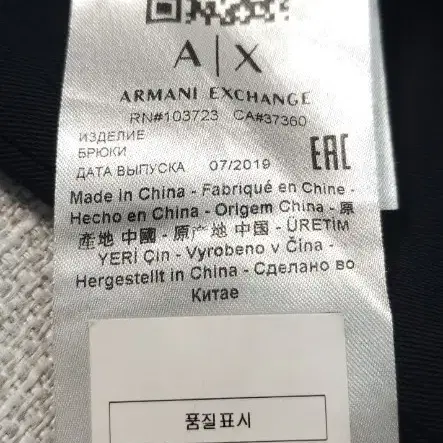 A|X
ARMANI EXCHANGE
RN#103723 CA#37360
ИЗДЕЛИЕ
БРЮКИ
ДАТА ВЫПУСКА 07/2019
EAC
Made in China - Fabriqué en Chine -
Hecho en China - Origem China - 原
產地 中國 - 原产地 中国 - ÜRETİM
YERİ Çin - Vyrobeno v Čína -
Hergestellt in China - Сделано во
Китае
품질표시